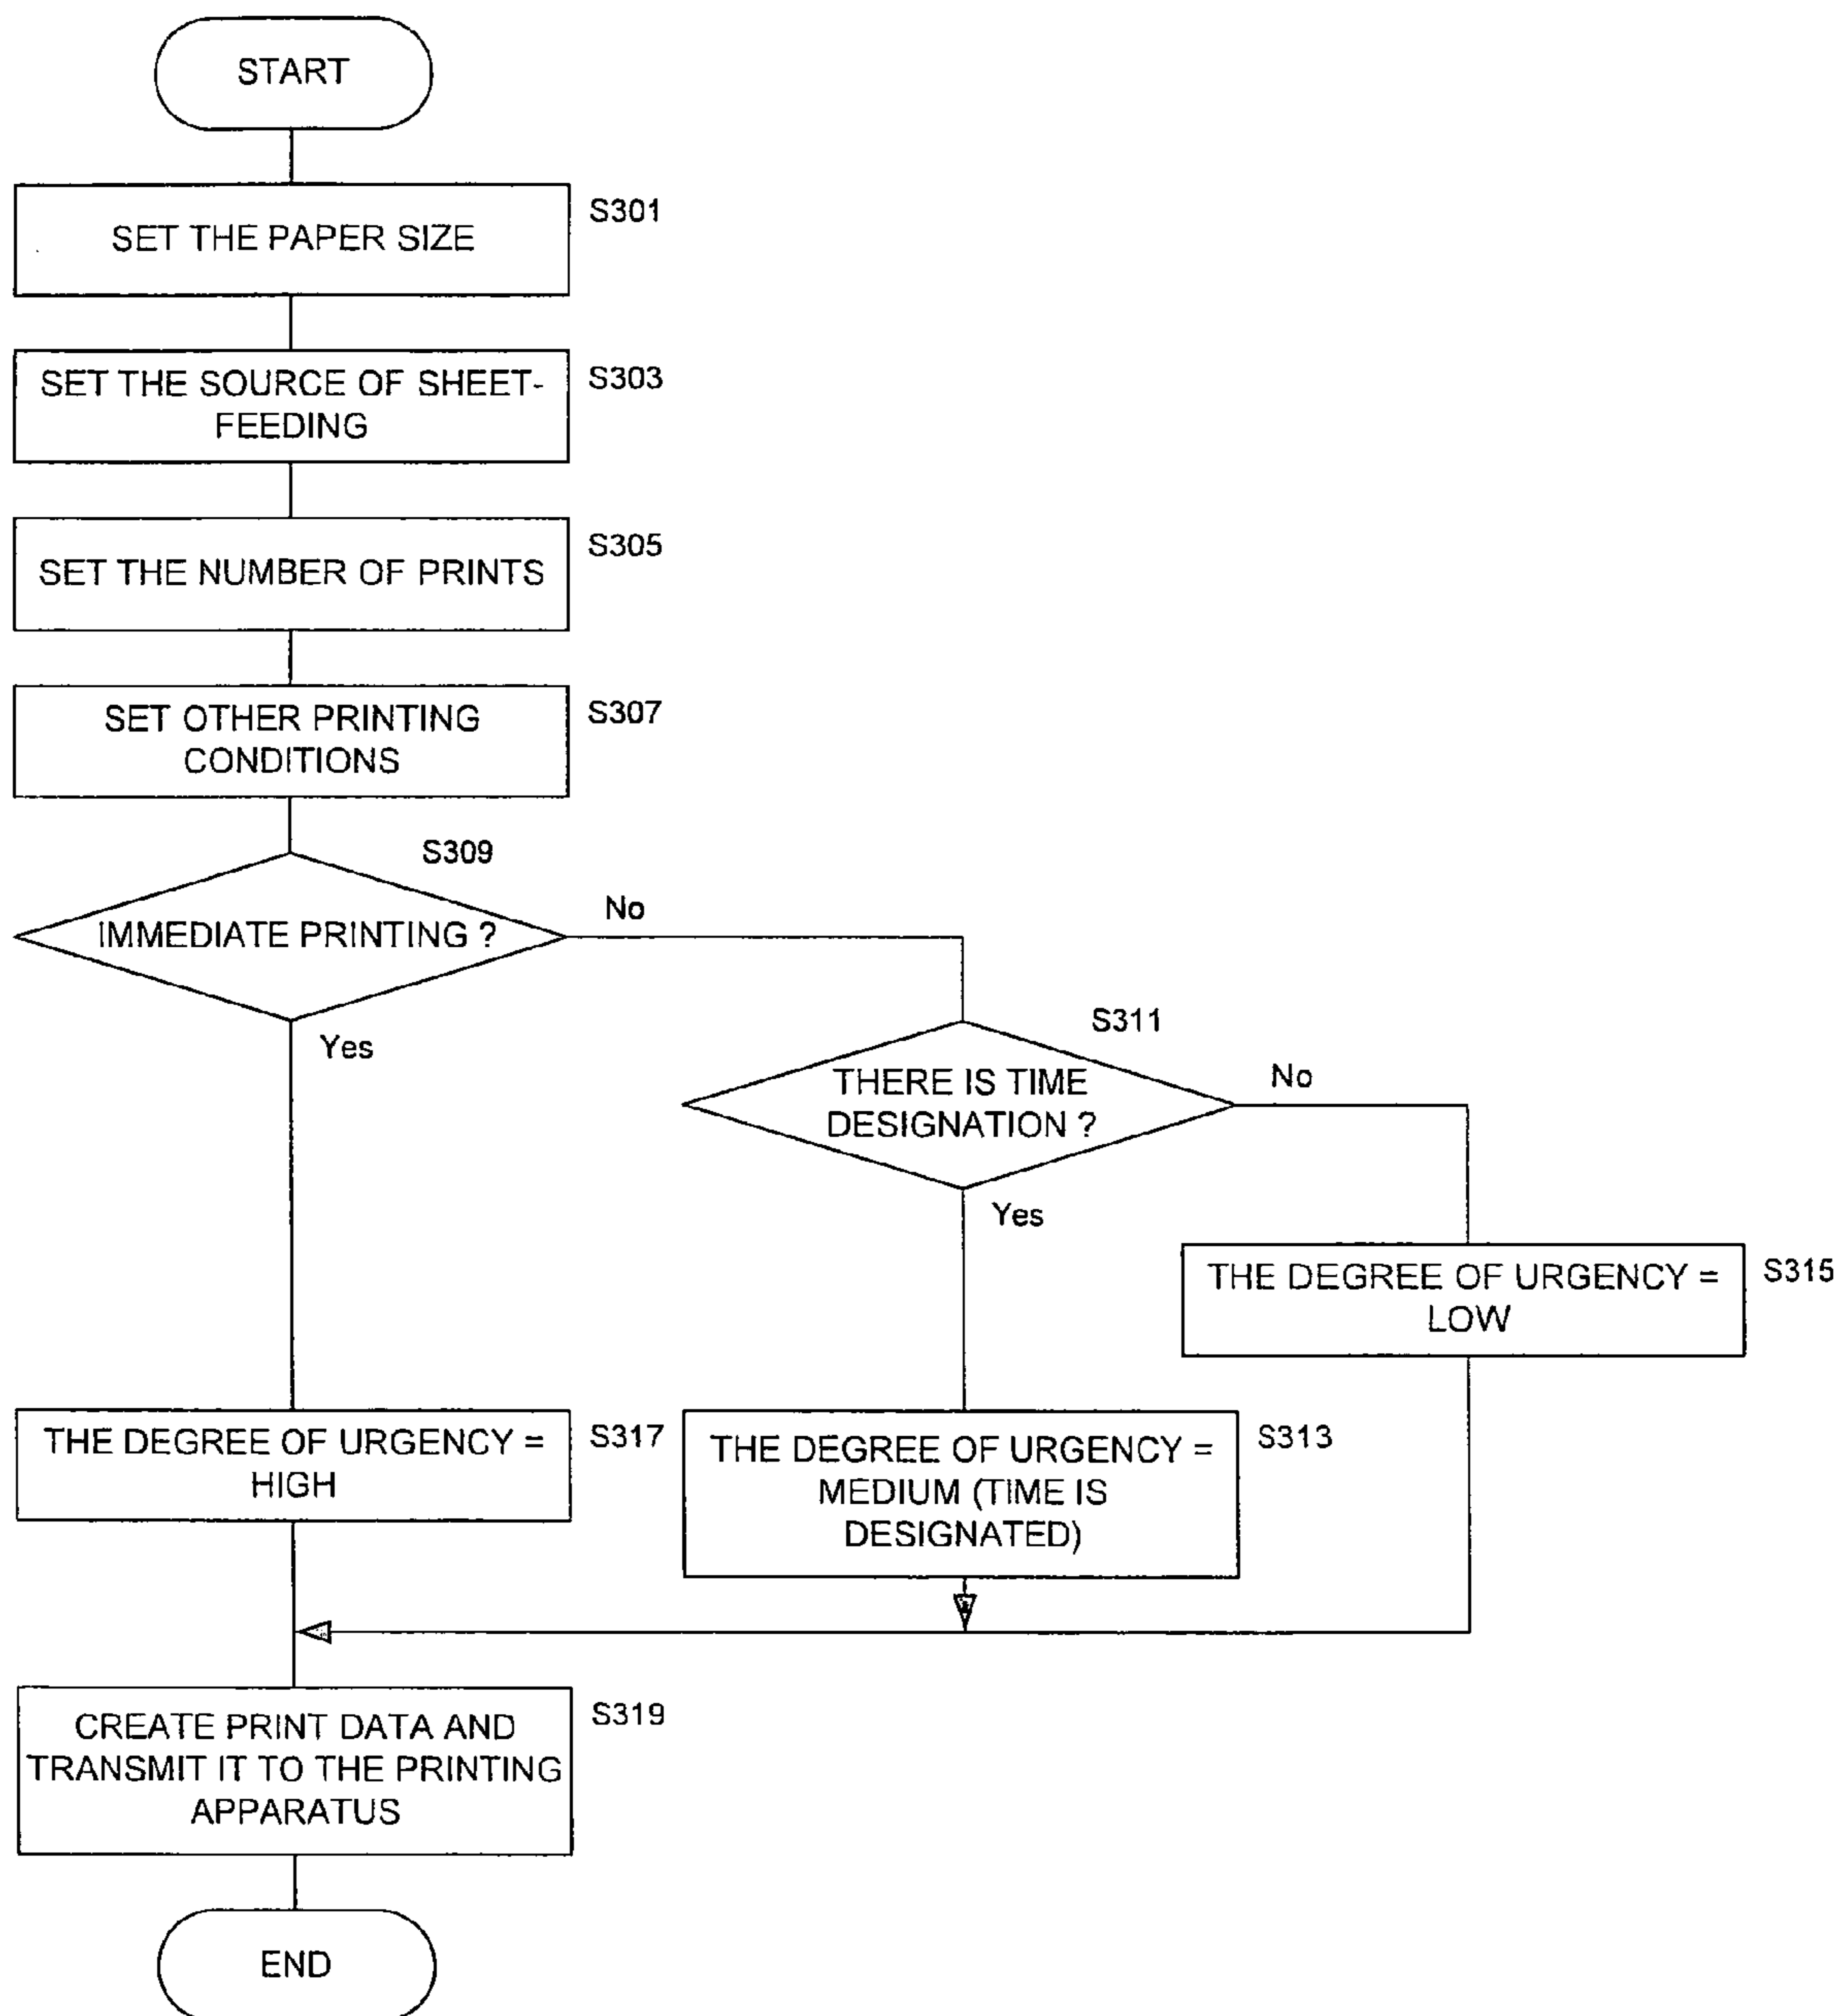 START
SET THE PAPER SIZE
S301
SET THE SOURCE OF SHEET-
FEEDING
S303
SET THE NUMBER OF PRINTS
S305
SET OTHER PRINTING
CONDITIONS
S307
S309
IMMEDIATE PRINTING ?
No
Yes
S311
THERE IS TIME
DESIGNATION ?
No
Yes
THE DEGREE OF URGENCY =
LOW
S315
THE DEGREE OF URGENCY =
HIGH
S317
THE DEGREE OF URGENCY =
MEDIUM (TIME IS
DESIGNATED)
S313
CREATE PRINT DATA AND
TRANSMIT IT TO THE PRINTING
APPARATUS
S319
END